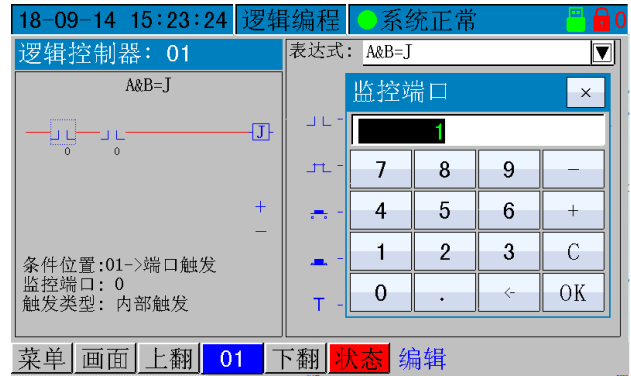 18-09-14 15:23:24 逻辑编程 系统正常 0
逻辑控制器: 01
表达式: A&B=J
A&B=J
J
0 0
+
-
条件位置:01->端口触发
监控端口: 0
触发类型: 内部触发
T
监控端口 ×
1
7 8 9 -
4 5 6 +
1 2 3 C
0 . <- OK
菜单 画面 上翻 01 下翻 状态 编辑